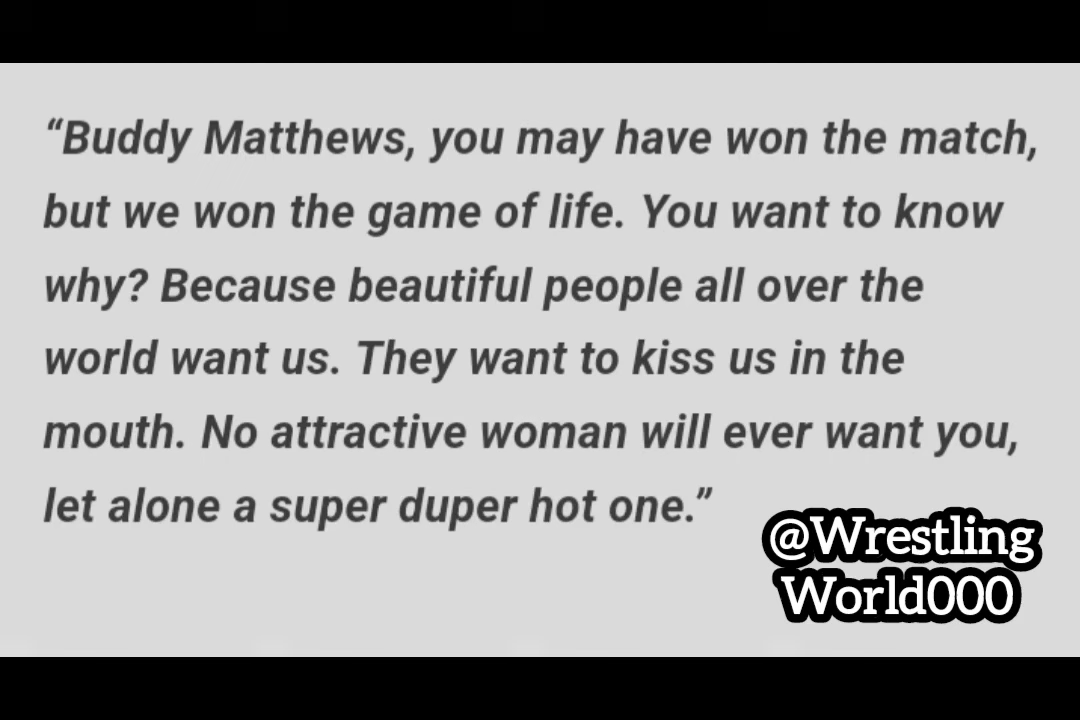 “Buddy Matthews, you may have won the match,
but we won the game of life. You want to know
why? Because beautiful people all over the
world want us. They want to kiss us in the
mouth. No attractive woman will ever want you,
let alone a super duper hot one.”
@Wrestling
World000